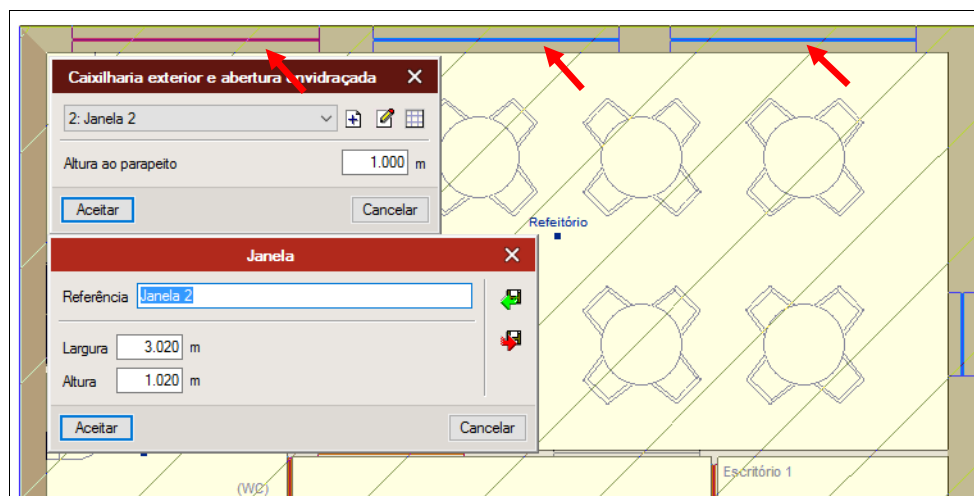 Caixilharia exterior e abertura envidraçada
2: Janela 2
Altura ao parapeito 1.000 m
Aceitar Cancelar
Refeitório
Janela
Referência Janela 2
Largura 3.020 m
Altura 1.020 m
Aceitar Cancelar
Escritório 1
(WC)